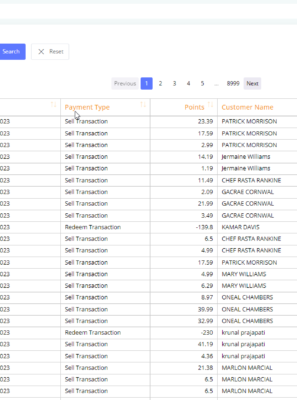 Search Reset
Previous 1 2 3 4 5 ... 8999 Next
Payment Type Points Customer Name
023 Sell Transaction 23.39 PATRICK MORRISON
023 Sell Transaction 17.59 PATRICK MORRISON
023 Sell Transaction 2.99 PATRICK MORRISON
023 Sell Transaction 14.19 Jermaine Williams
023 Sell Transaction 1.19 Jermaine Williams
023 Sell Transaction 11.49 CHEF RASTA RANKINE
023 Sell Transaction 2.09 GACRAE CORNWAL
023 Sell Transaction 21.99 GACRAE CORNWAL
023 Sell Transaction 3.49 GACRAE CORNWAL
023 Redeem Transaction -139.8 KAMAR DAVIS
023 Sell Transaction 6.5 CHEF RASTA RANKINE
023 Sell Transaction 4.99 CHEF RASTA RANKINE
023 Sell Transaction 17.59 PATRICK MORRISON
023 Sell Transaction 4.99 MARY WILLIAMS
023 Sell Transaction 6.29 MARY WILLIAMS
023 Sell Transaction 8.97 ONEAL CHAMBERS
023 Sell Transaction 39.99 ONEAL CHAMBERS
023 Sell Transaction 32.99 ONEAL CHAMBERS
023 Redeem Transaction -230 krunal prajapati
023 Sell Transaction 41.19 krunal prajapati
023 Sell Transaction 4.36 krunal prajapati
023 Sell Transaction 21.38 MARLON MARCIAL
023 Sell Transaction 6.5 MARLON MARCIAL
023 Sell Transaction 6.5 MARLON MARCIAL